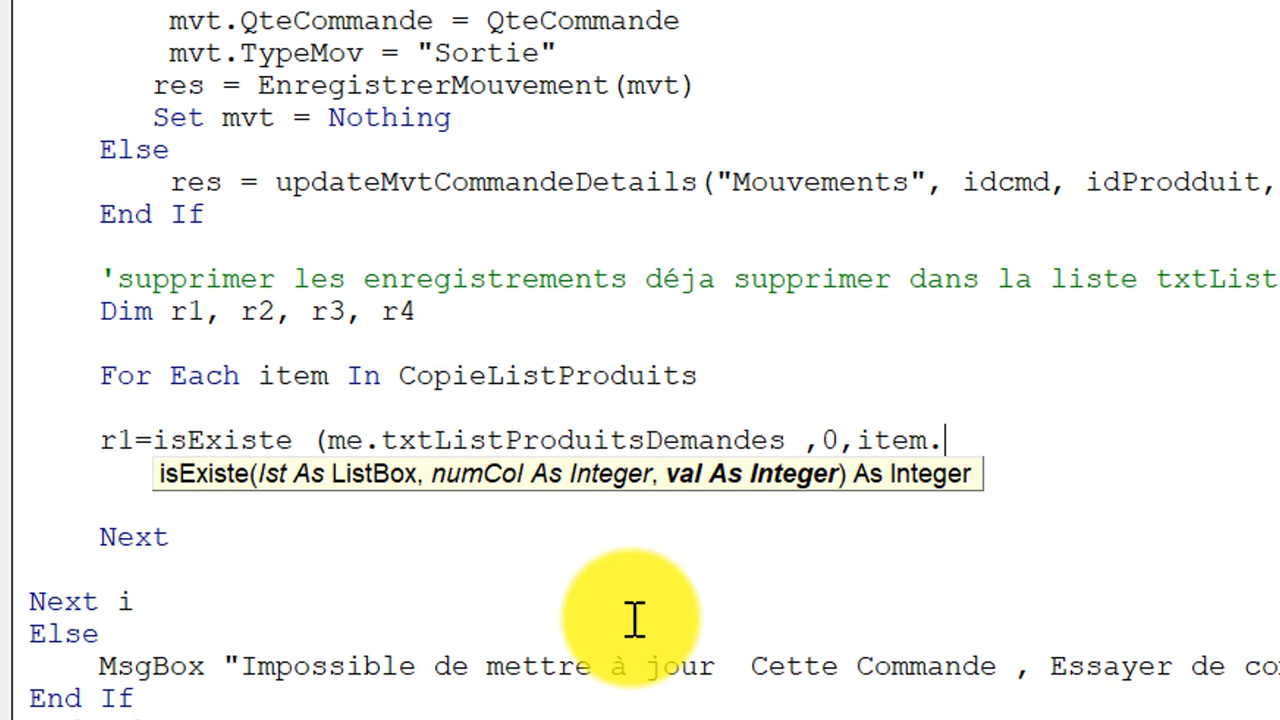 mvt.QteCommande = QteCommande
mvt.TypeMov = "Sortie"
res = EnregistrerMouvement(mvt)
Set mvt = Nothing
Else
res = updateMvtCommandeDetails("Mouvements", idcmd, idProdduit,
End If
'supprimer les enregistrements déja supprimer dans la liste txtList
Dim r1, r2, r3, r4
For Each item In CopieListProduits
r1=isExiste (me.txtListProduitsDemandes ,0,item.
isExiste(lst As ListBox, numCol As Integer, val As Integer) As Integer
Next
Next i
Else
MsgBox "Impossible de mettre à jour  Cette Commande , Essayer de co
End If